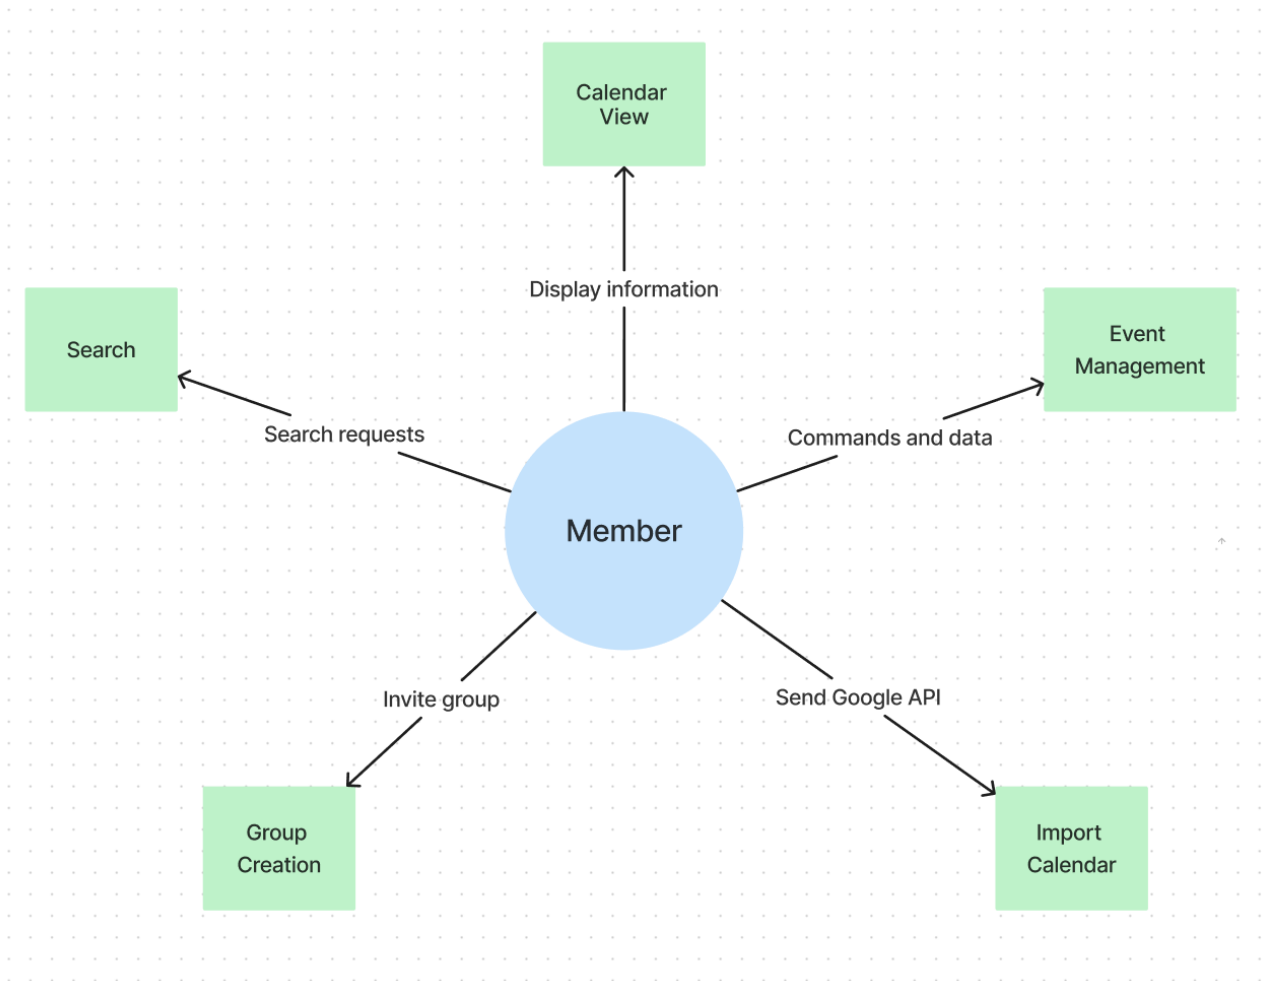 Calendar
View
Display information
Search
Event
Management
Search requests
Commands and data
Member
Invite group
Send Google API
Group
Creation
Import
Calendar